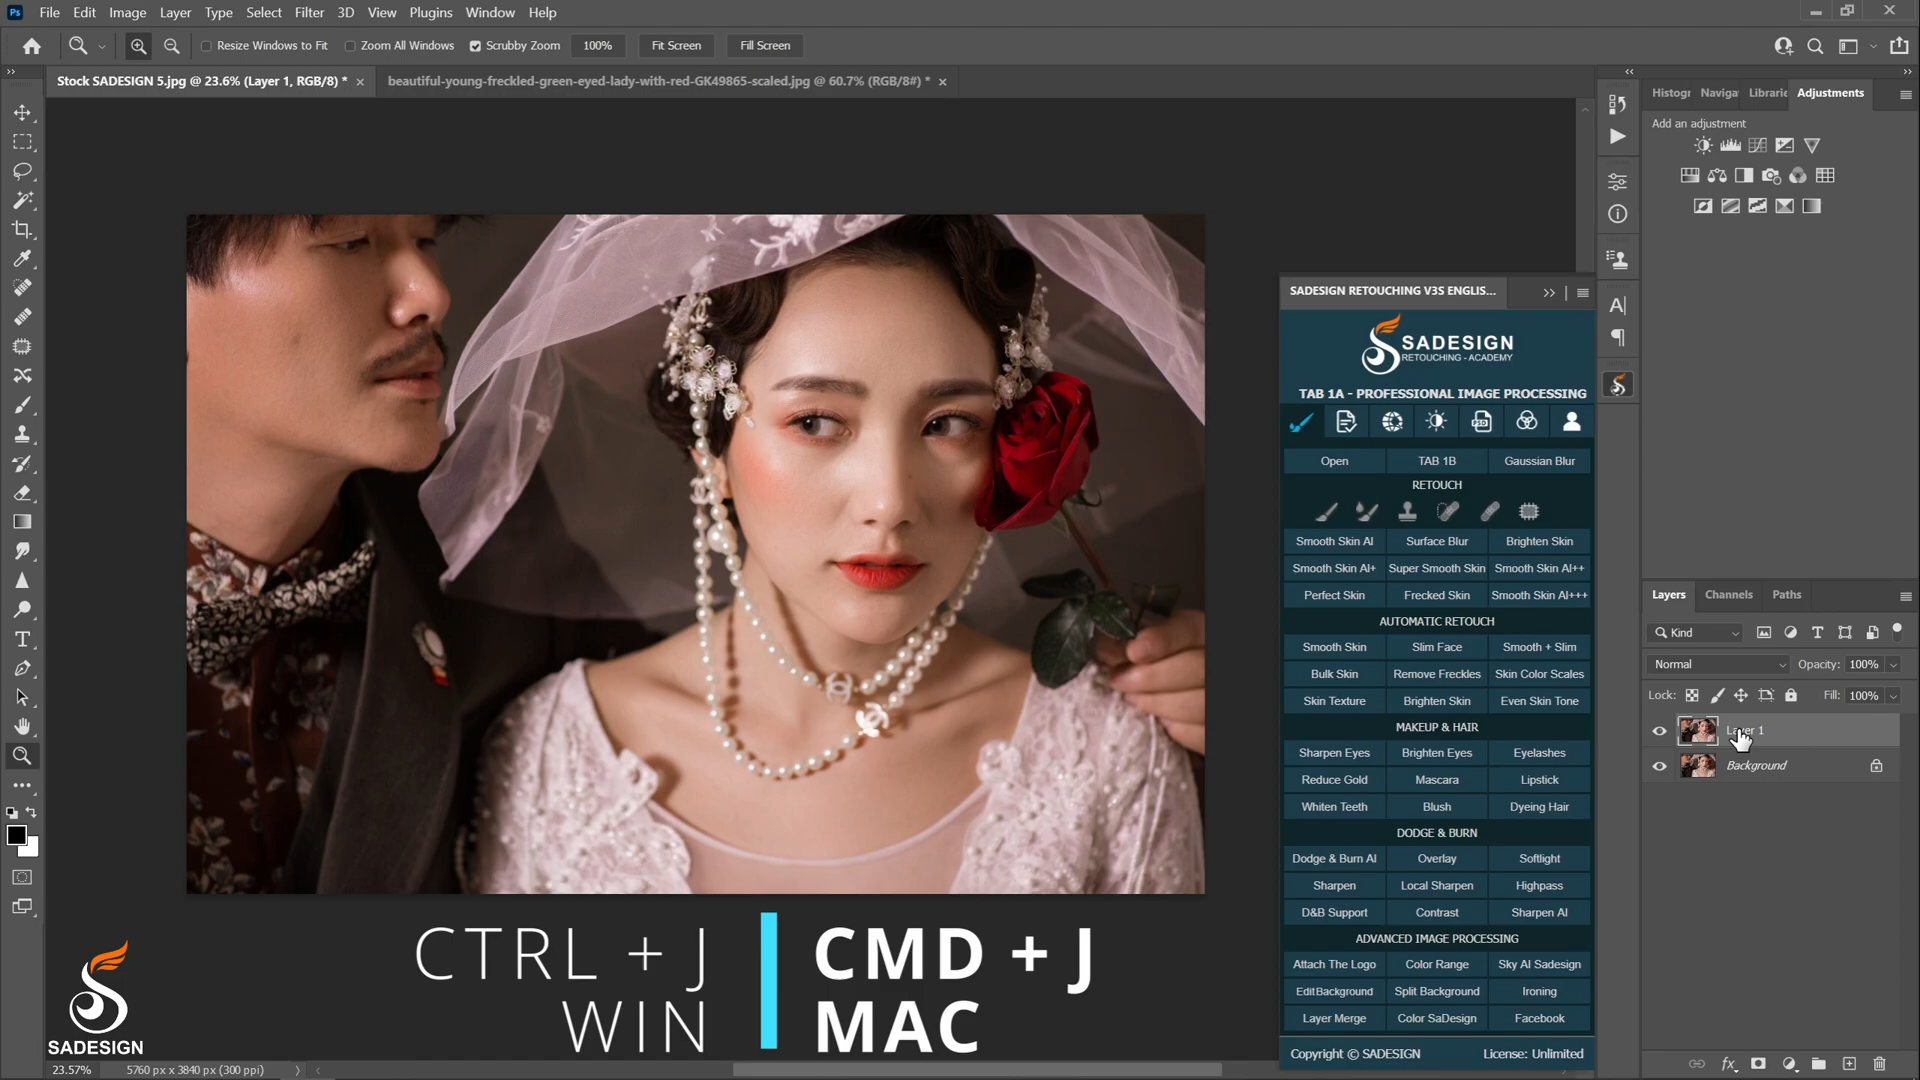 Ps File Edit Image Layer Type Select Filter 3D View Plugins Window Help
Resize Windows to Fit Zoom All Windows Scrubby Zoom 100% Fit Screen Fill Screen
Stock SADESIGN 5.jpg @ 23.6% (Layer 1, RGB/8) * × beautiful-young-freckled-green-eyed-lady-with-red-GK49865-scaled.jpg @ 60.7% (RGB/8#) * ×
Histogr Naviga Librarie Adjustments
Add an adjustment
SADESIGN RETOUCHING V3S ENGLIS...
SADESIGN
RETOUCHING - ACADEMY
TAB 1A - PROFESSIONAL IMAGE PROCESSING
Open TAB 1B Gaussian Blur
RETOUCH
Smooth Skin AI Surface Blur Brighten Skin
Smooth Skin AI+ Super Smooth Skin Smooth Skin AI++
Perfect Skin Frecked Skin Smooth Skin AI+++
AUTOMATIC RETOUCH
Smooth Skin Slim Face Smooth + Slim
Bulk Skin Remove Freckles Skin Color Scales
Skin Texture Brighten Skin Even Skin Tone
MAKEUP & HAIR
Sharpen Eyes Brighten Eyes Eyelashes
Reduce Gold Mascara Lipstick
Whiten Teeth Blush Dyeing Hair
DODGE & BURN
Dodge & Burn AI Overlay Softlight
Sharpen Local Sharpen Highpass
D&B Support Contrast Sharpen AI
ADVANCED IMAGE PROCESSING
Attach The Logo Color Range Sky AI Sadesign
EditBackground Split Background Ironing
Layer Merge Color SaDesign Facebook
Copyright © SADESIGN License: Unlimited
Layers Channels Paths
Kind
Normal Opacity: 100%
Lock: Fill: 100%
Layer 1
Background
CTRL + J
WIN
CMD + J
MAC
SADESIGN
23.57% 5760 px x 3840 px (300 ppi)